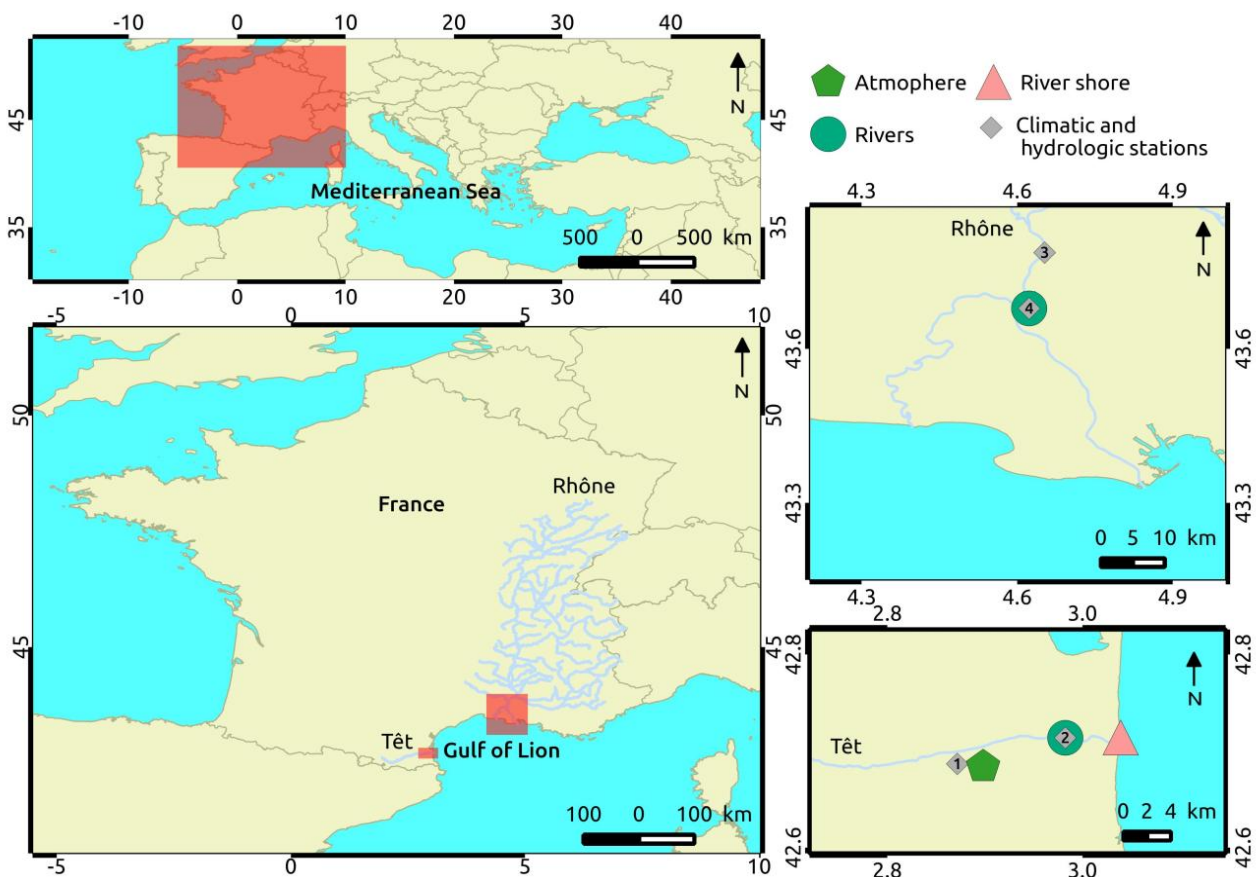 -10 0 10 20 30 40
45
35
45
35
N
Mediterranean Sea
500 0 500 km
-10 0 10 20 30 40
Atmophere
River shore
Rivers
Climatic and
hydrologic stations
-5 0 5 10
50
45
50
45
N
Rhône
France
Têt
Gulf of Lion
100 0 100 km
-5 0 5 10
4.3 4.6 4.9
43.6
43.3
43.6
43.3
Rhône
N
3
4
0 5 10 km
4.3 4.6 4.9
2.8 3.0
42.8
42.6
42.8
42.6
N
Têt
1
2
0 2 4 km
2.8 3.0